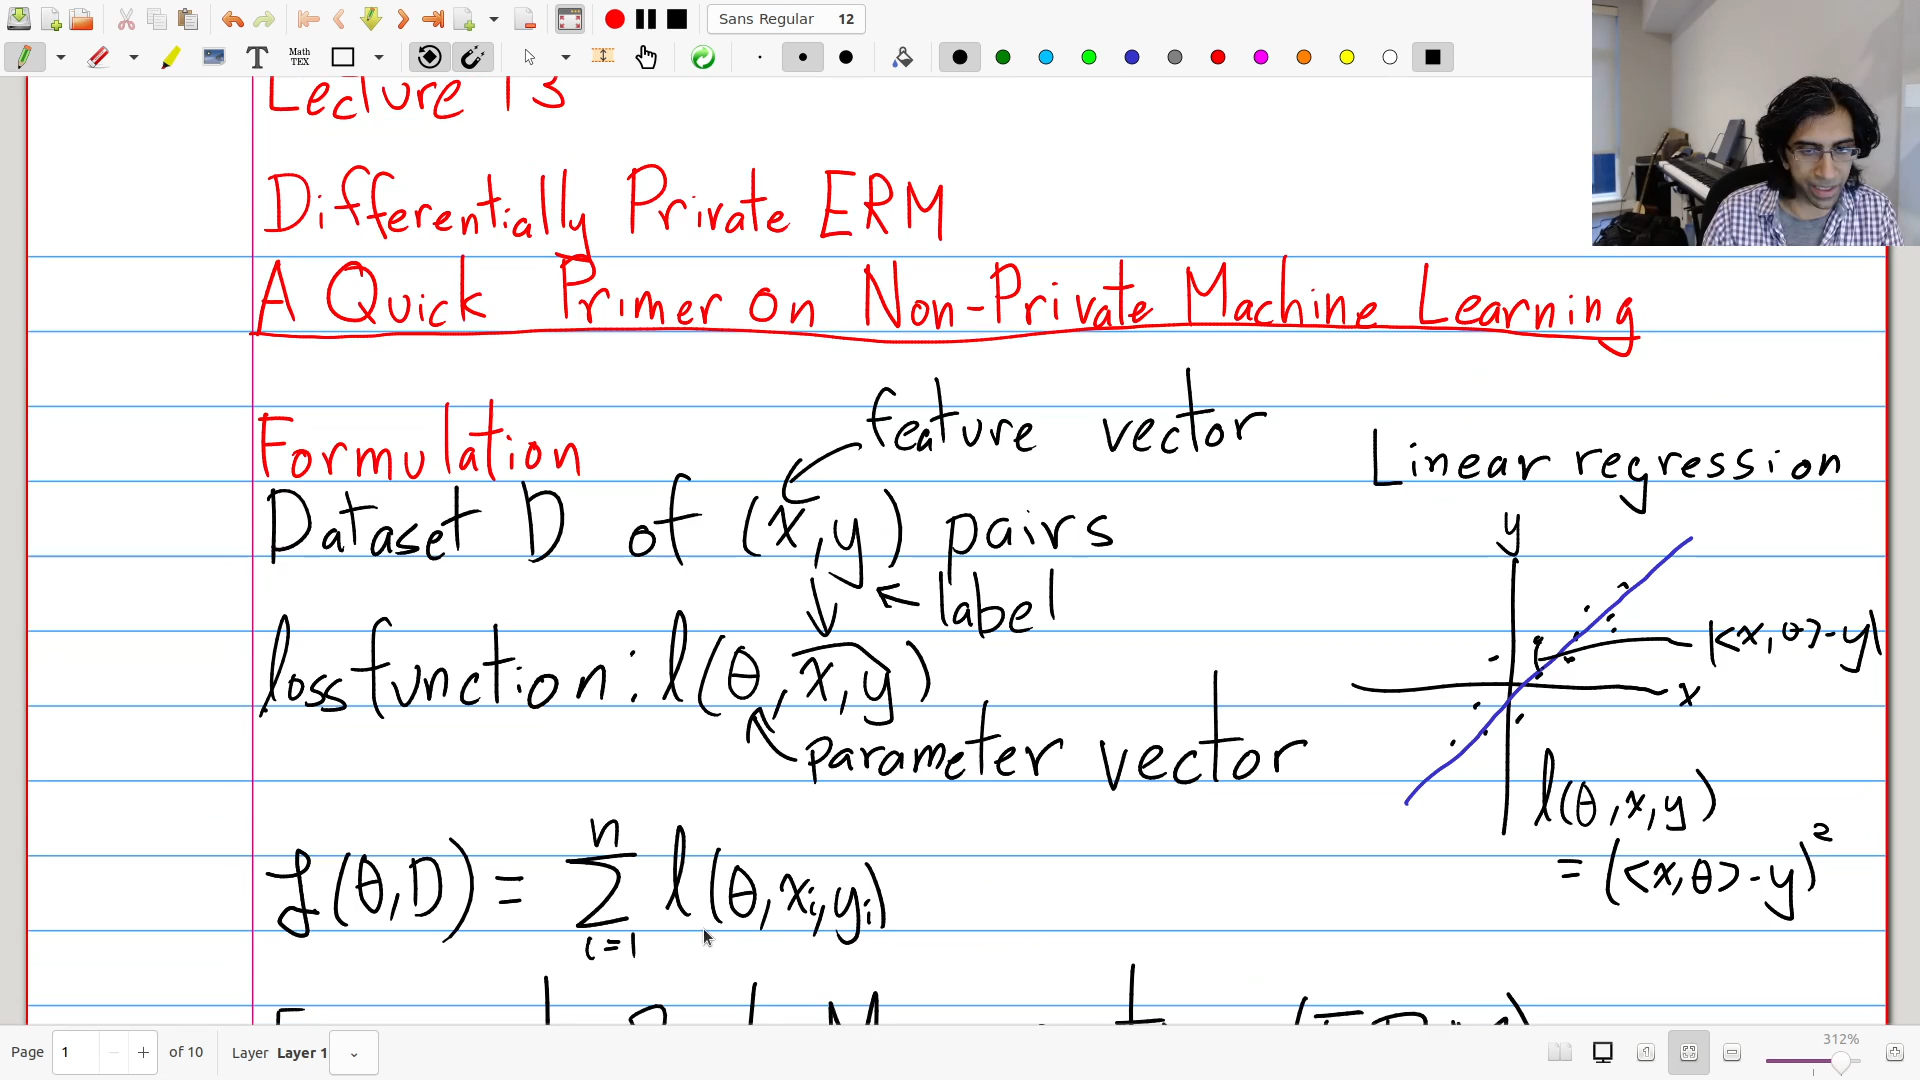 Sans Regular 12
Math
TEX
Lecture 13
Differentially Private ERM
A Quick Primer on Non-Private Machine Learning
Formulation
feature vector
Dataset D of (x,y) pairs
label
loss function: l(θ, x, y)
parameter vector
ℒ(θ,D) = Σ l(θ, xᵢ, yᵢ)
n
i=1
Linear regression
y
|<x,θ>-y|
x
l(θ,x,y)
= (<x,θ>-y)²
Page 1 of 10 Layer Layer 1
312%